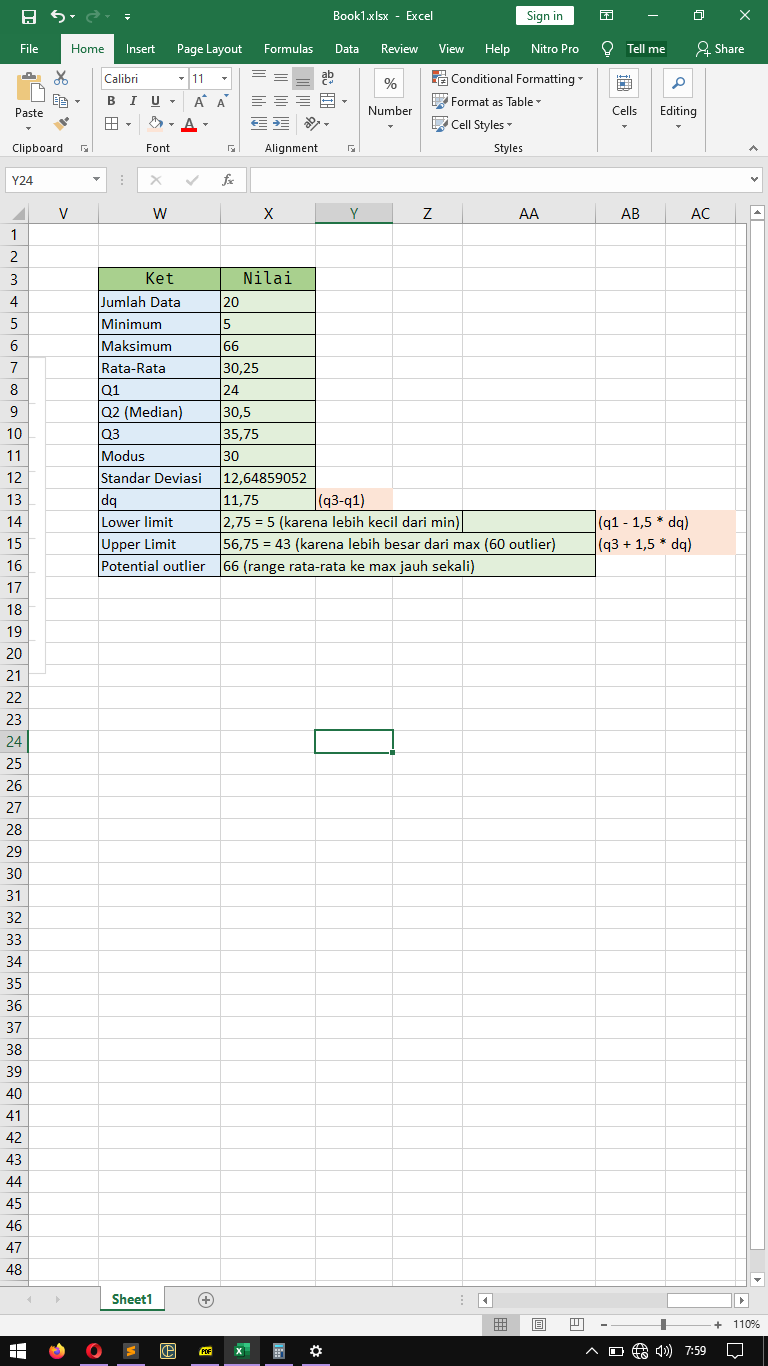 Book1.xlsx - Excel
Sign in
File Home Insert Page Layout Formulas Data Review View Help Nitro Pro Tell me Share
Calibri 11
Paste
B I U
A A
ab
%
Number
Conditional Formatting
Format as Table
Cell Styles
Cells
Editing
Clipboard Font Alignment Styles
Y24 fx
V W X Y Z AA AB AC
1
2
3 Ket Nilai
4 Jumlah Data 20
5 Minimum 5
6 Maksimum 66
7 Rata-Rata 30,25
8 Q1 24
9 Q2 (Median) 30,5
10 Q3 35,75
11 Modus 30
12 Standar Deviasi 12,64859052
13 dq 11,75 (q3-q1)
14 Lower limit 2,75 = 5 (karena lebih kecil dari min) (q1 - 1,5 * dq)
15 Upper Limit 56,75 = 43 (karena lebih besar dari max (60 outlier) (q3 + 1,5 * dq)
16 Potential outlier 66 (range rata-rata ke max jauh sekali)
17
18
19
20
21
22
23
24
25
26
27
28
29
30
31
32
33
34
35
36
37
38
39
40
41
42
43
44
45
46
47
48
Sheet1
110%
PDF
7:59